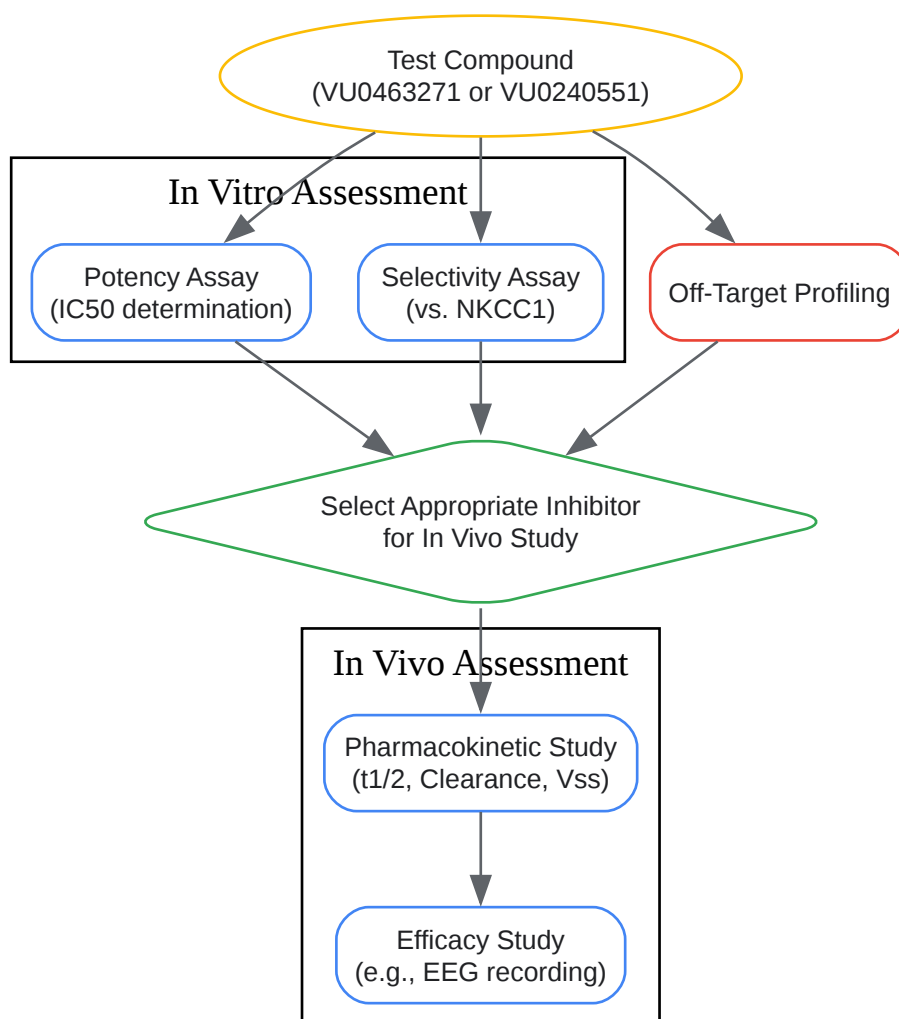 Test Compound
(VU0463271 or VU0240551)
In Vitro Assessment
Potency Assay
(IC50 determination)
Selectivity Assay
(vs. NKCC1)
Off-Target Profiling
Select Appropriate Inhibitor
for In Vivo Study
In Vivo Assessment
Pharmacokinetic Study
(t1/2, Clearance, Vss)
Efficacy Study
(e.g., EEG recording)